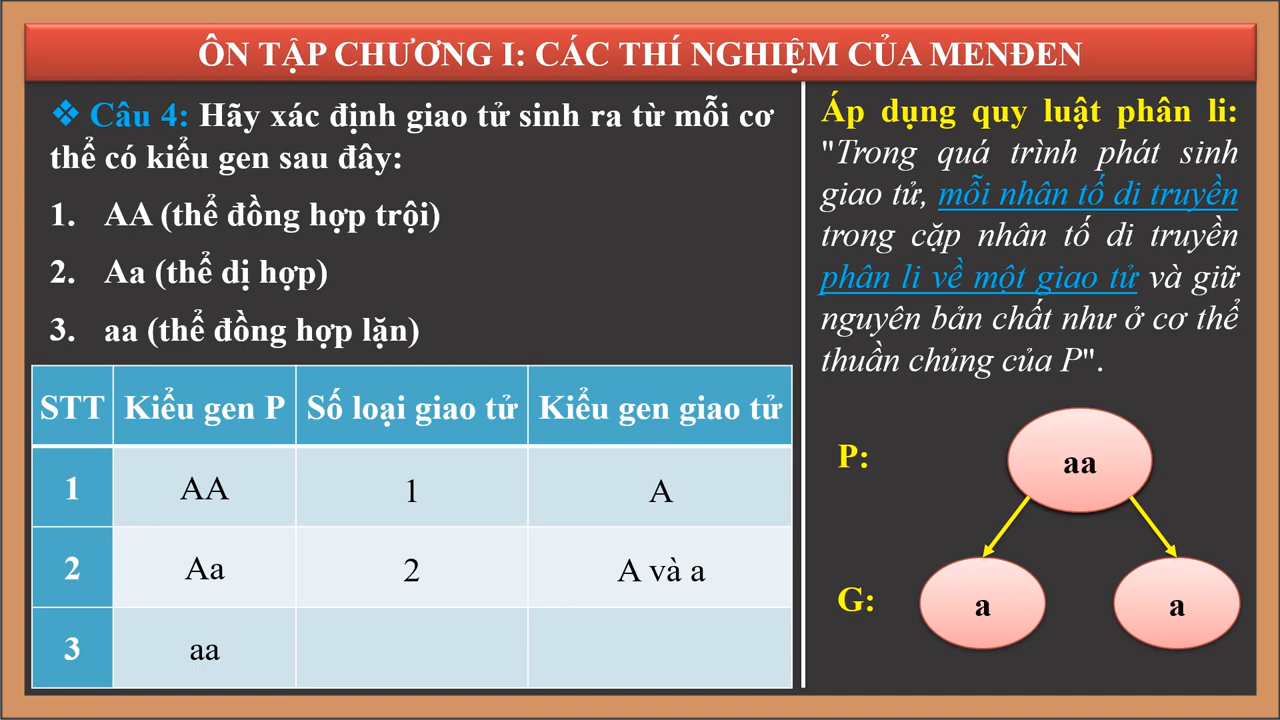 ÔN TẬP CHƯƠNG I: CÁC THÍ NGHIỆM CỦA MENĐEN
❖ Câu 4: Hãy xác định giao tử sinh ra từ mỗi cơ
thể có kiểu gen sau đây:
1. AA (thể đồng hợp trội)
2. Aa (thể dị hợp)
3. aa (thể đồng hợp lặn)
STT Kiểu gen P Số loại giao tử Kiểu gen giao tử
1 AA 1 A
2 Aa 2 A và a
3 aa
Áp dụng quy luật phân li:
"Trong quá trình phát sinh
giao tử, mỗi nhân tố di truyền
trong cặp nhân tố di truyền
phân li về một giao tử và giữ
nguyên bản chất như ở cơ thể
thuần chủng của P".
P: aa
G: a a